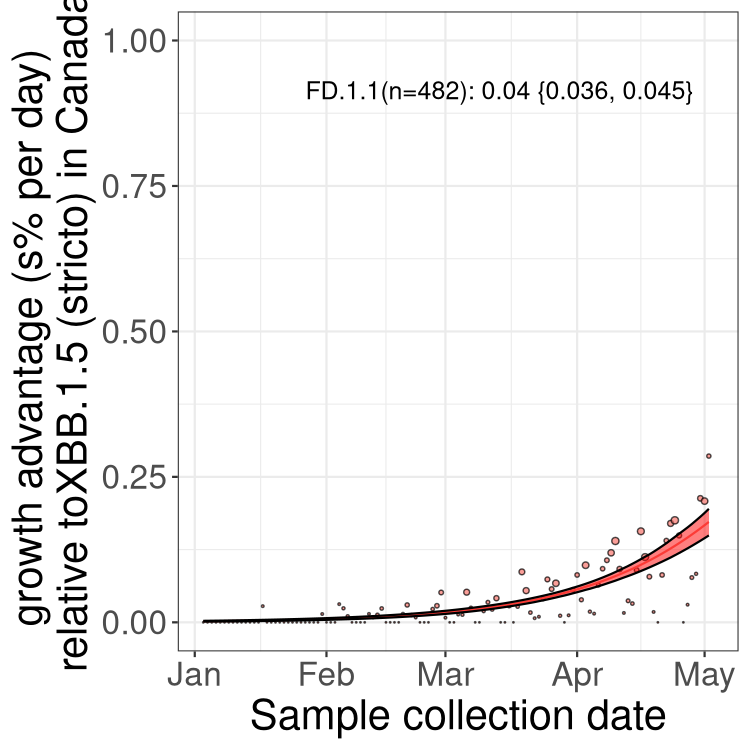 growth advantage (s% per day)
relative toXBB.1.5 (stricto) in Canada
1.00
FD.1.1(n=482): 0.04 {0.036, 0.045}
0.75
0.50
0.25
0.00
Jan Feb Mar Apr May
Sample collection date